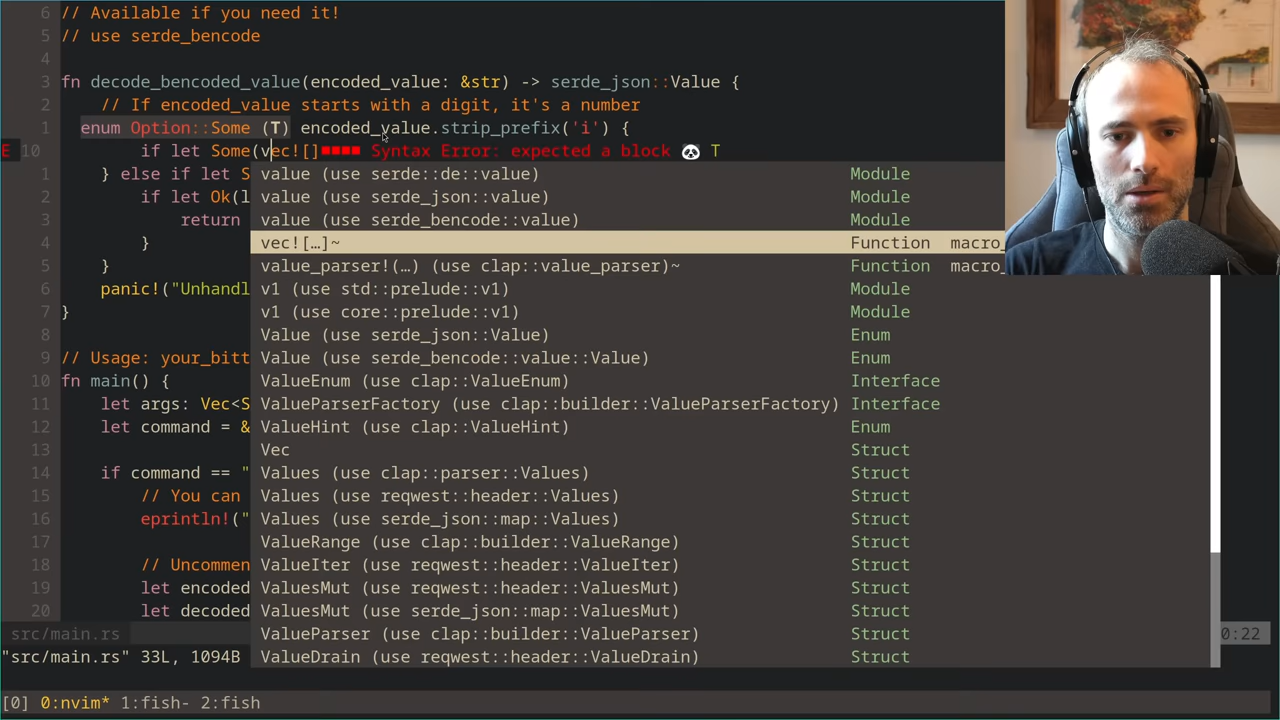 6 // Available if you need it!
5 // use serde_bencode
4
3 fn decode_bencoded_value(encoded_value: &str) -> serde_json::Value {
2 // If encoded_value starts with a digit, it's a number
1 enum Option::Some (T) encoded_value.strip_prefix('i') {
E 10 if let Some(vec![]■■■■ Syntax Error: expected a block 🐼 T
1 } else if let S value (use serde::de::value) Module
2 if let Ok(l value (use serde_json::value) Module
3 return value (use serde_bencode::value) Module
4 } vec![…]~ Function macro_
5 } value_parser!(…) (use clap::value_parser)~ Function macro_
6 panic!("Unhandl v1 (use std::prelude::v1) Module
7 } v1 (use core::prelude::v1) Module
8 Value (use serde_json::Value) Enum
9 // Usage: your_bitt Value (use serde_bencode::value::Value) Enum
10 fn main() { ValueEnum (use clap::ValueEnum) Interface
11 let args: Vec<S ValueParserFactory (use clap::builder::ValueParserFactory) Interface
12 let command = & ValueHint (use clap::ValueHint) Enum
13 Vec Struct
14 if command == " Values (use clap::parser::Values) Struct
15 // You can Values (use reqwest::header::Values) Struct
16 eprintln!(" Values (use serde_json::map::Values) Struct
17 ValueRange (use clap::builder::ValueRange) Struct
18 // Uncommen ValueIter (use reqwest::header::ValueIter) Struct
19 let encoded ValuesMut (use reqwest::header::ValuesMut) Struct
20 let decoded ValuesMut (use serde_json::map::ValuesMut) Struct
src/main.rs ValueParser (use clap::builder::ValueParser) Struct 0:22
"src/main.rs" 33L, 1094B ValueDrain (use reqwest::header::ValueDrain) Struct
[0] 0:nvim* 1:fish- 2:fish